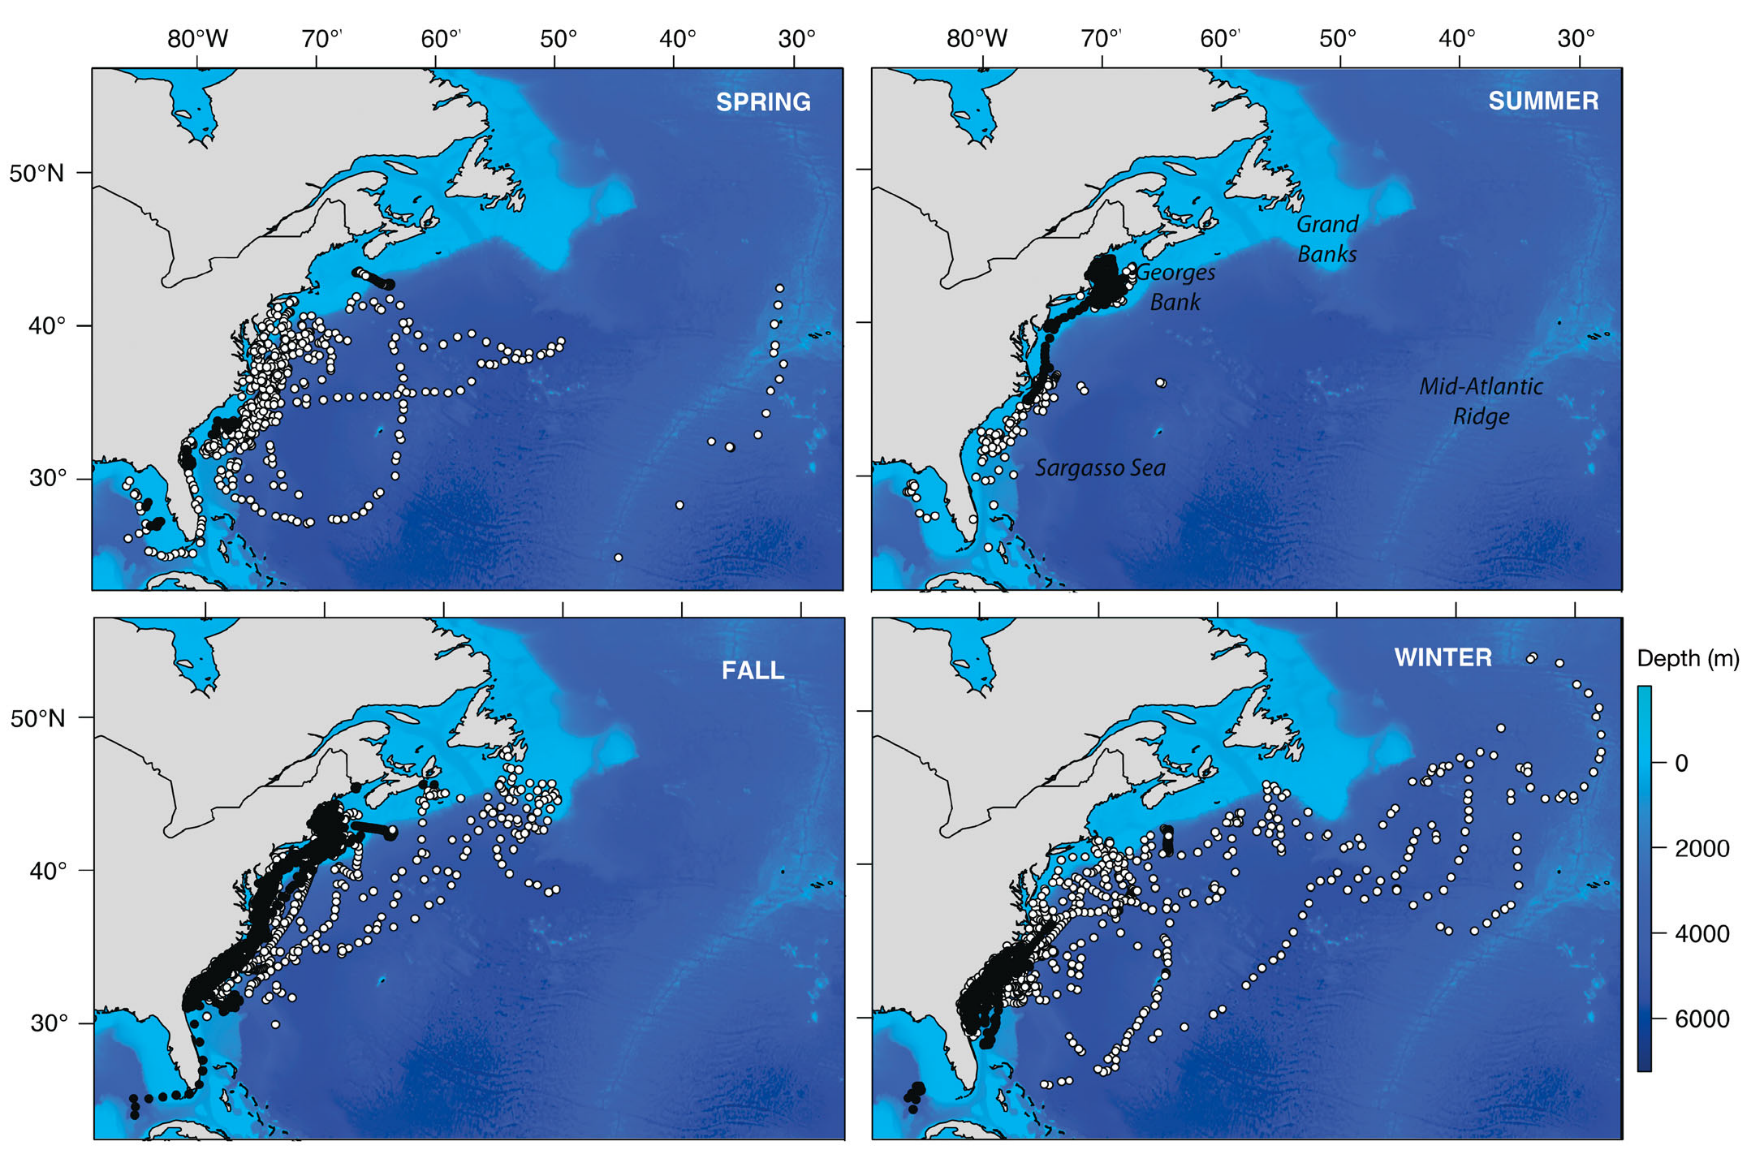 80°W 70° 60° 50° 40° 30° 80°W 70° 60° 50° 40° 30°
SPRING
SUMMER
50°N
Grand
Banks
Georges
Bank
40°
Mid-Atlantic
Ridge
Sargasso Sea
30°
FALL
WINTER
Depth (m)
50°N
0
2000
40°
4000
6000
30°